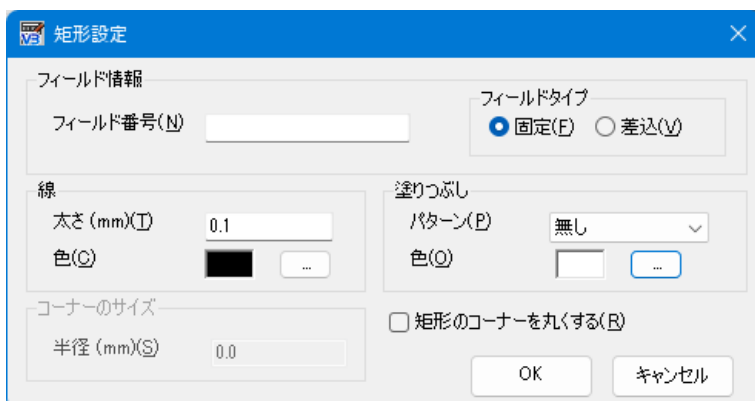 矩形設定
フィールド情報
フィールド番号(N)
フィールドタイプ
固定(F) 差込(V)
線
太さ (mm)(T) 0.1
色(C) ...
塗りつぶし
パターン(P) 無し
色(O) ...
コーナーのサイズ
半径 (mm)(S) 0.0
矩形のコーナーを丸くする(R)
OK キャンセル